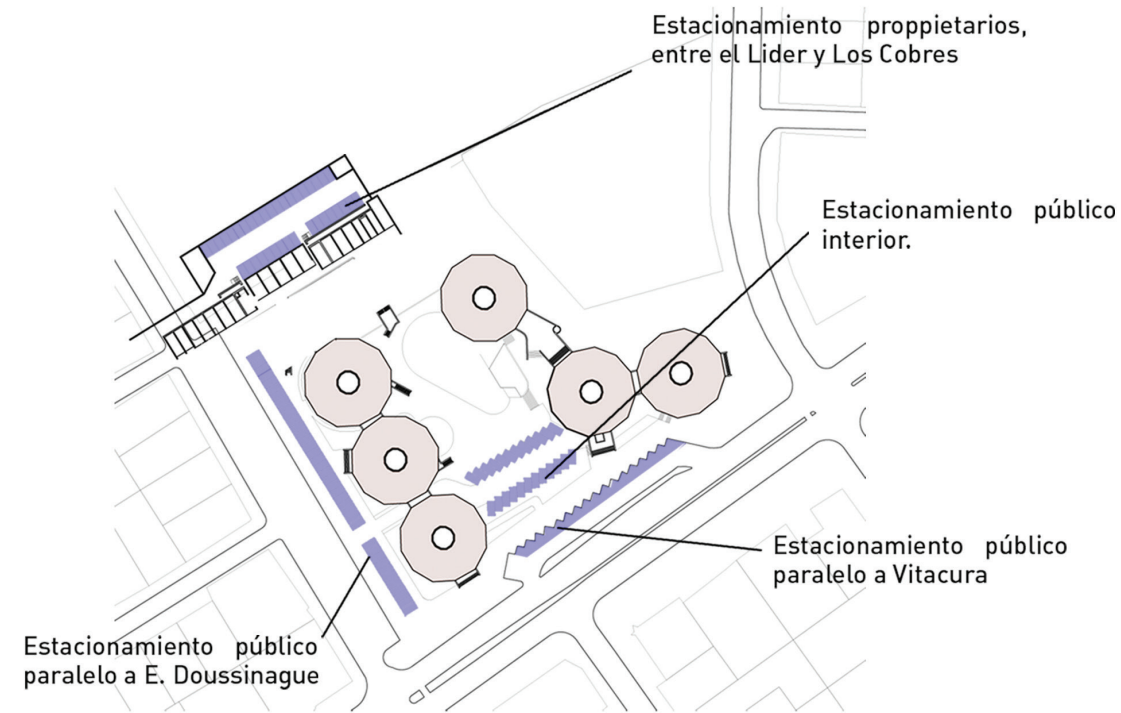 Estacionamiento proppietarios,
entre el Lider y Los Cobres
Estacionamiento público
interior.
Estacionamiento público
paralelo a Vitacura
Estacionamiento público
paralelo a E. Doussinague